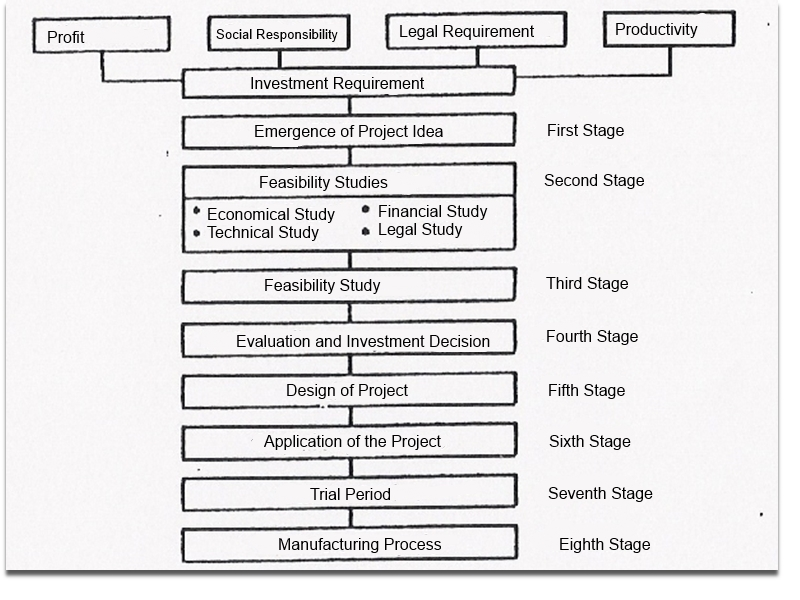 Profit
Social Responsibility
Legal Requirement
Productivity
Investment Requirement
Emergence of Project Idea
First Stage
Feasibility Studies
Second Stage
Economical Study
Financial Study
Technical Study
Legal Study
Feasibility Study
Third Stage
Evaluation and Investment Decision
Fourth Stage
Design of Project
Fifth Stage
Application of the Project
Sixth Stage
Trial Period
Seventh Stage
Manufacturing Process
Eighth Stage